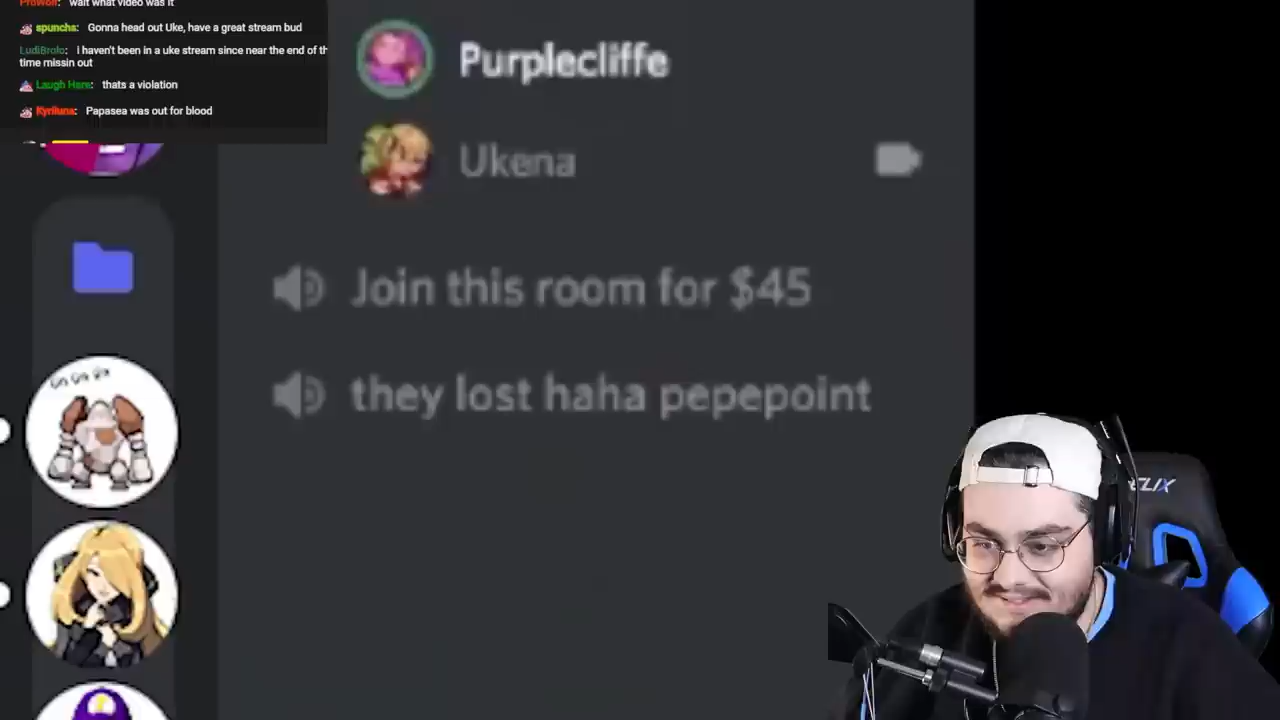 ProWolf: wait what video was it
spunchs: Gonna head out Uke, have a great stream bud
LudiBrolo: i haven't been in a uke stream since near the end of th
time missin out
Laugh Here: thats a violation
Kyriluna: Papasea was out for blood
Purplecliffe
Ukena
Join this room for $45
they lost haha pepepoint